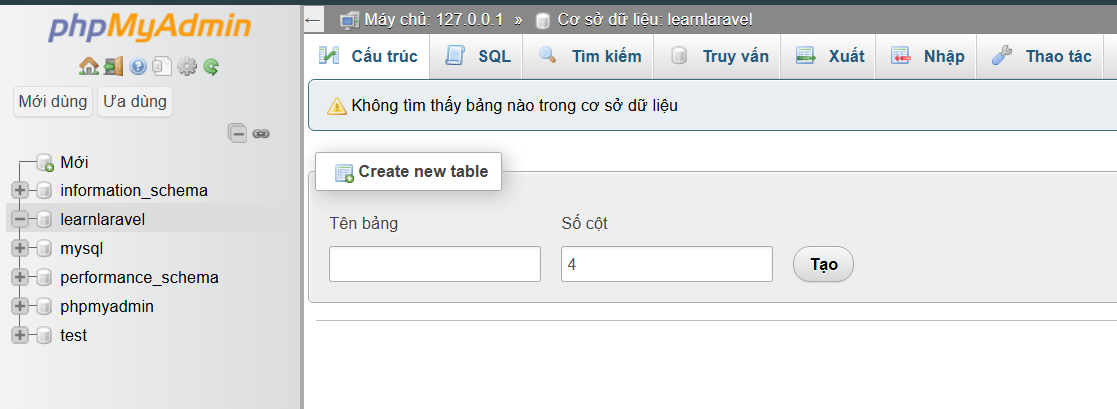 phpMyAdmin
Mới dùng
Ưa dùng
Mới
information_schema
learnlaravel
mysql
performance_schema
phpmyadmin
test
Máy chủ: 127.0.0.1 » Cơ sở dữ liệu: learnlaravel
Cấu trúc
SQL
Tìm kiếm
Truy vấn
Xuất
Nhập
Thao tác
Không tìm thấy bảng nào trong cơ sở dữ liệu
Create new table
Tên bảng
Số cột
4
Tạo